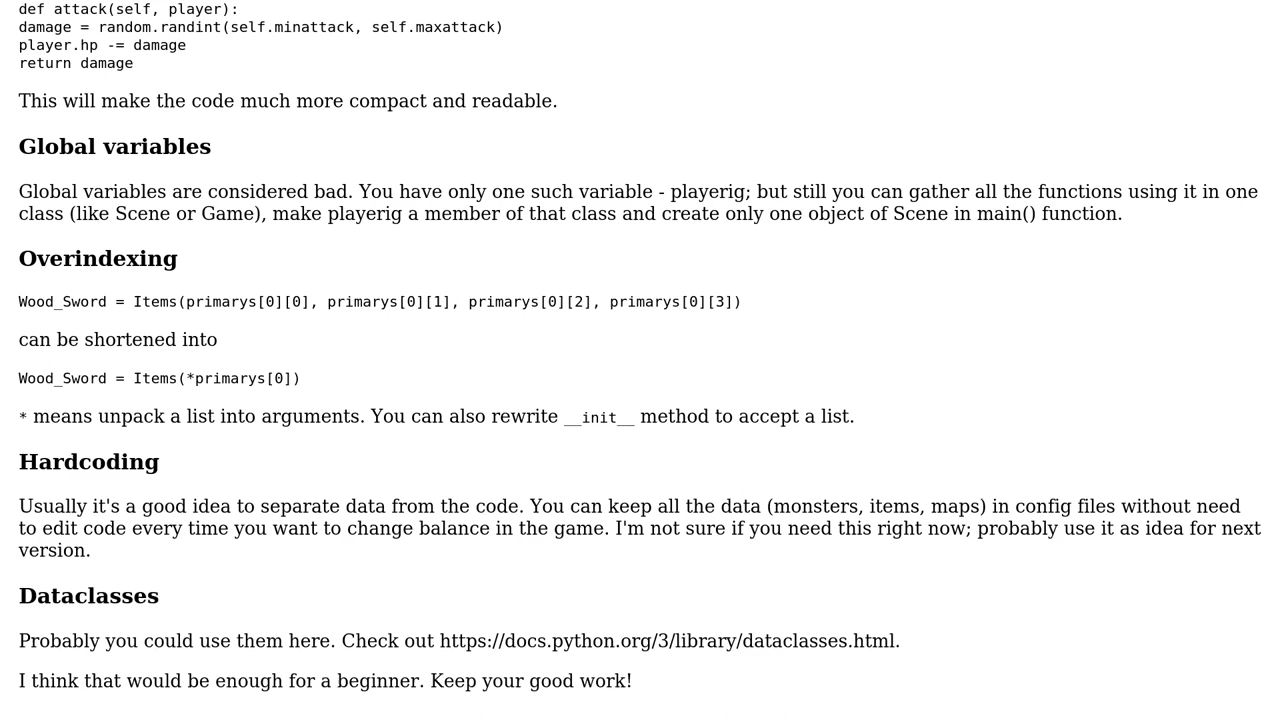 def attack(self, player):
damage = random.randint(self.minattack, self.maxattack)
player.hp -= damage
return damage
This will make the code much more compact and readable.
Global variables
Global variables are considered bad. You have only one such variable - playerig; but still you can gather all the functions using it in one
class (like Scene or Game), make playerig a member of that class and create only one object of Scene in main() function.
Overindexing
Wood_Sword = Items(primarys[0][0], primarys[0][1], primarys[0][2], primarys[0][3])
can be shortened into
Wood_Sword = Items(*primarys[0])
* means unpack a list into arguments. You can also rewrite __init__ method to accept a list.
Hardcoding
Usually it's a good idea to separate data from the code. You can keep all the data (monsters, items, maps) in config files without need
to edit code every time you want to change balance in the game. I'm not sure if you need this right now; probably use it as idea for next
version.
Dataclasses
Probably you could use them here. Check out https://docs.python.org/3/library/dataclasses.html.
I think that would be enough for a beginner. Keep your good work!